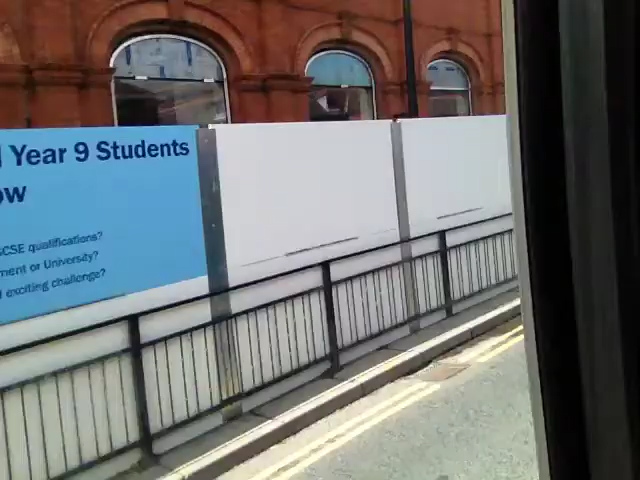 Year 9 Students
ow
GCSE qualifications?
ment or University?
exciting challenge?